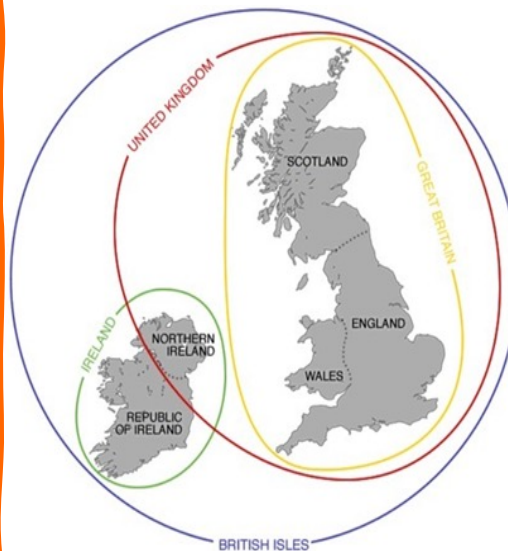 UNITED KINGDOM
SCOTLAND
GREAT BRITAIN
IRELAND
NORTHERN
IRELAND
ENGLAND
WALES
REPUBLIC
OF IRELAND
BRITISH ISLES